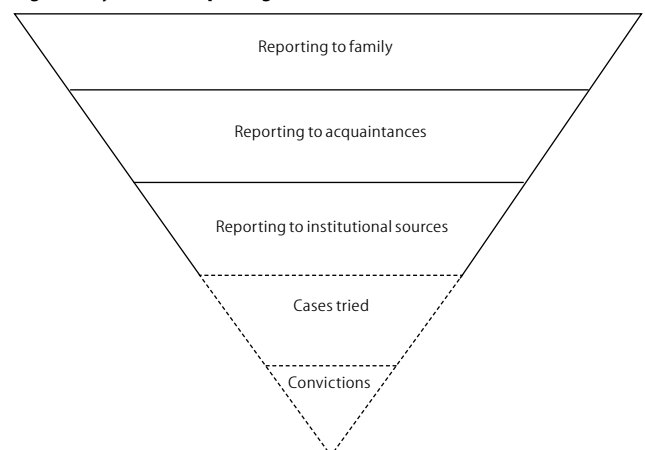 Reporting to family
Reporting to acquaintances
Reporting to institutional sources
Cases tried
Convictions